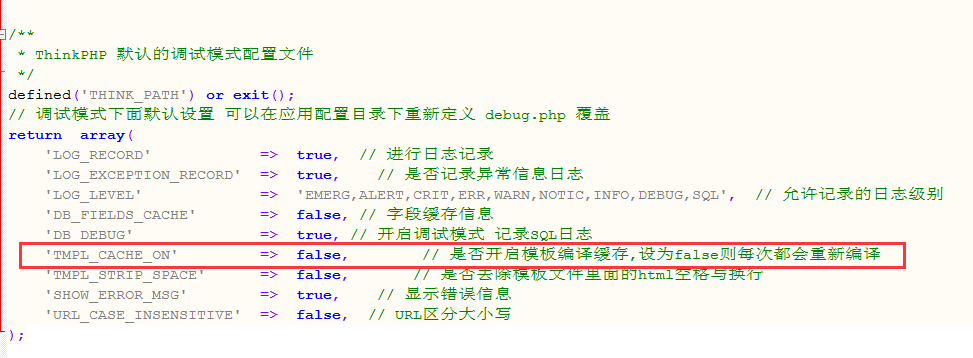 /**
 * ThinkPHP 默认的调试模式配置文件
 */
defined('THINK_PATH') or exit();
// 调试模式下面默认设置 可以在应用配置目录下重新定义 debug.php 覆盖
return  array(
    'LOG_RECORD'            =>  true,  // 进行日志记录
    'LOG_EXCEPTION_RECORD'  =>  true,    // 是否记录异常信息日志
    'LOG_LEVEL'             =>  'EMERG,ALERT,CRIT,ERR,WARN,NOTIC,INFO,DEBUG,SQL',  // 允许记录的日志级别
    'DB_FIELDS_CACHE'       =>  false, // 字段缓存信息
    'DB_DEBUG'              =>  true, // 开启调试模式 记录SQL日志
    'TMPL_CACHE_ON'         =>  false,        // 是否开启模板编译缓存,设为false则每次都会重新编译
    'TMPL_STRIP_SPACE'      =>  false,       // 是否去除模板文件里面的html空格与换行
    'SHOW_ERROR_MSG'        =>  true,    // 显示错误信息
    'URL_CASE_INSENSITIVE'  =>  false,  // URL区分大小写
);